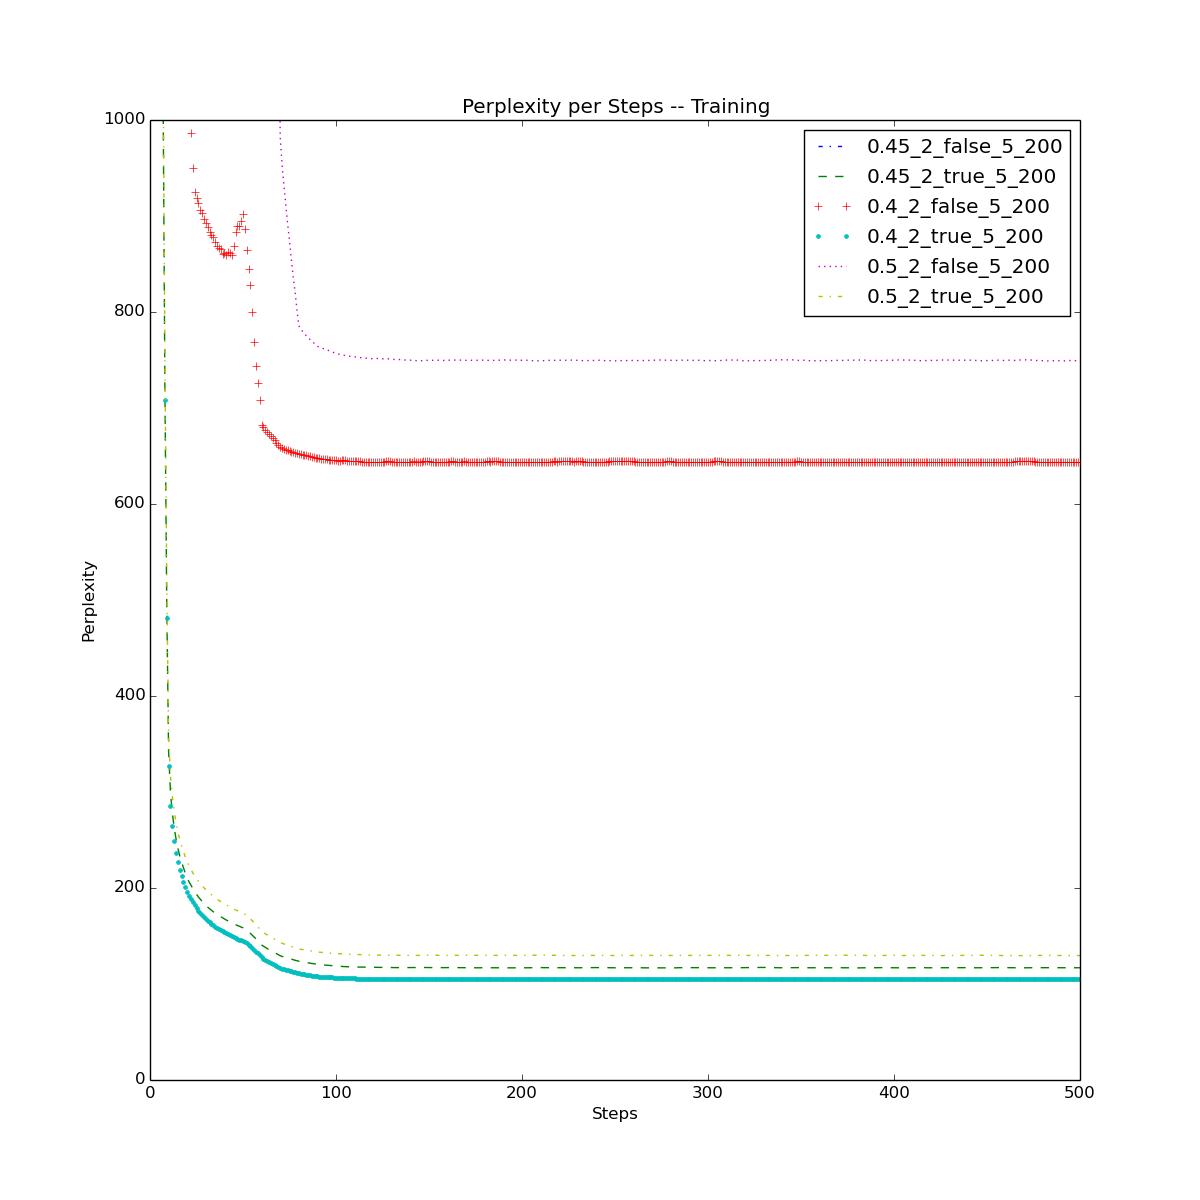 Perplexity per Steps -- Training
1000
800
600
400
200
0
Perplexity
0.45_2_false_5_200
0.45_2_true_5_200
0.4_2_false_5_200
0.4_2_true_5_200
0.5_2_false_5_200
0.5_2_true_5_200
0 100 200 300 400 500
Steps